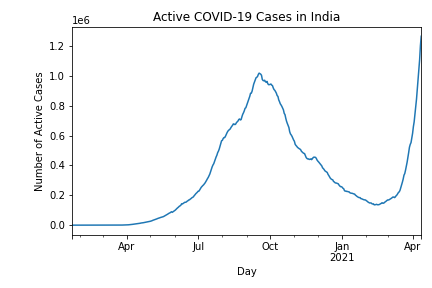 Active COVID-19 Cases in India
1e6
1.2
1.0
0.8
0.6
0.4
0.2
0.0
Number of Active Cases
Apr Jul Oct Jan Apr
2021
Day